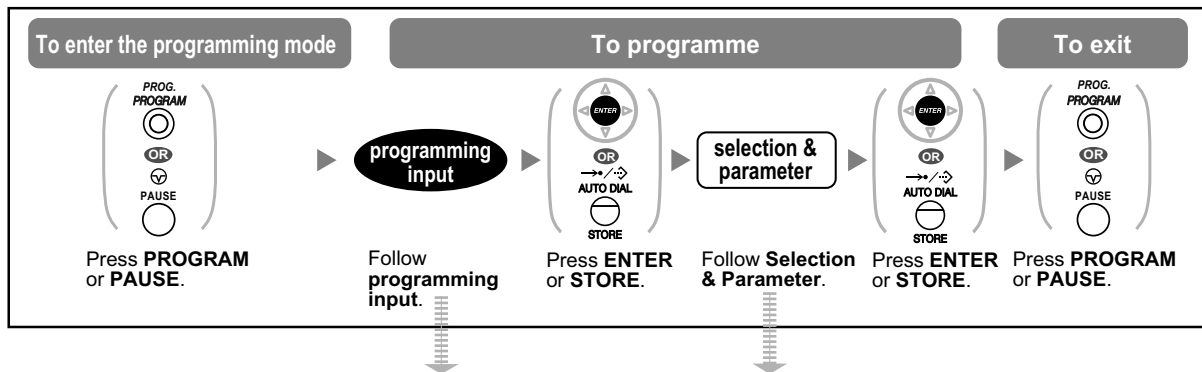 To enter the programming mode
To programme
To exit
PROG.
PROGRAM
OR
PAUSE
Press PROGRAM
or PAUSE.
programming
input
Follow
programming
input.
ENTER
OR
AUTO DIAL
STORE
Press ENTER
or STORE.
selection &
parameter
Follow Selection
& Parameter.
ENTER
OR
AUTO DIAL
STORE
Press ENTER
or STORE.
PROG.
PROGRAM
OR
PAUSE
Press PROGRAM
or PAUSE.